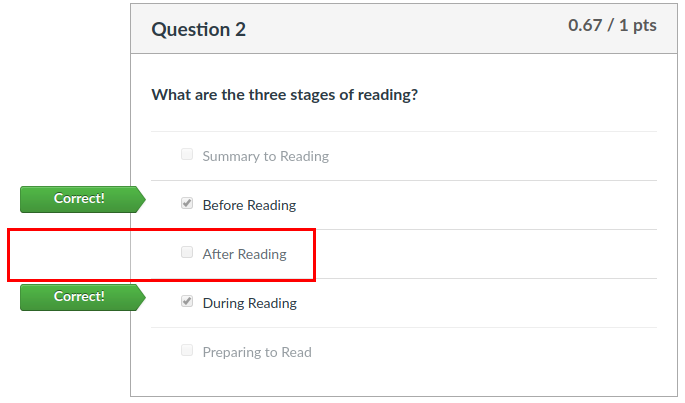 Question 2
0.67 / 1 pts
What are the three stages of reading?
Summary to Reading
Correct!
Before Reading
After Reading
Correct!
During Reading
Preparing to Read